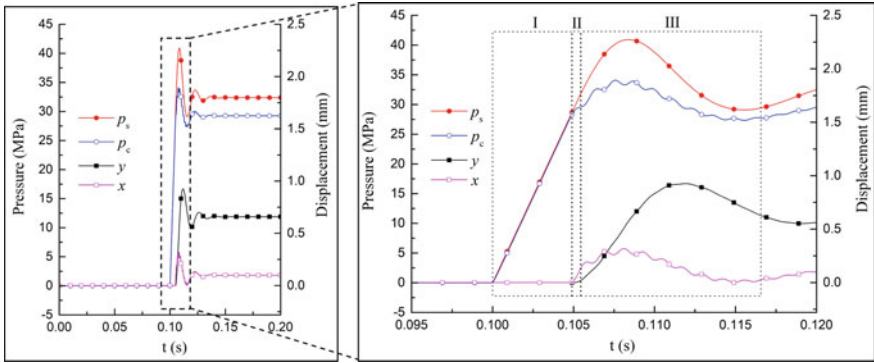 I II III
45
40
35
30
25
20
15
10
5
0
-5
Pressure (MPa)
2.5
2.0
1.5
1.0
0.5
0.0
Displacement (mm)
ps
pc
y
x
0.00 0.05 0.10 0.15 0.20
t (s)
45
40
35
30
25
20
15
10
5
0
-5
Pressure (MPa)
2.5
2.0
1.5
1.0
0.5
0.0
Displacement (mm)
ps
pc
y
x
0.095 0.100 0.105 0.110 0.115 0.120
t (s)